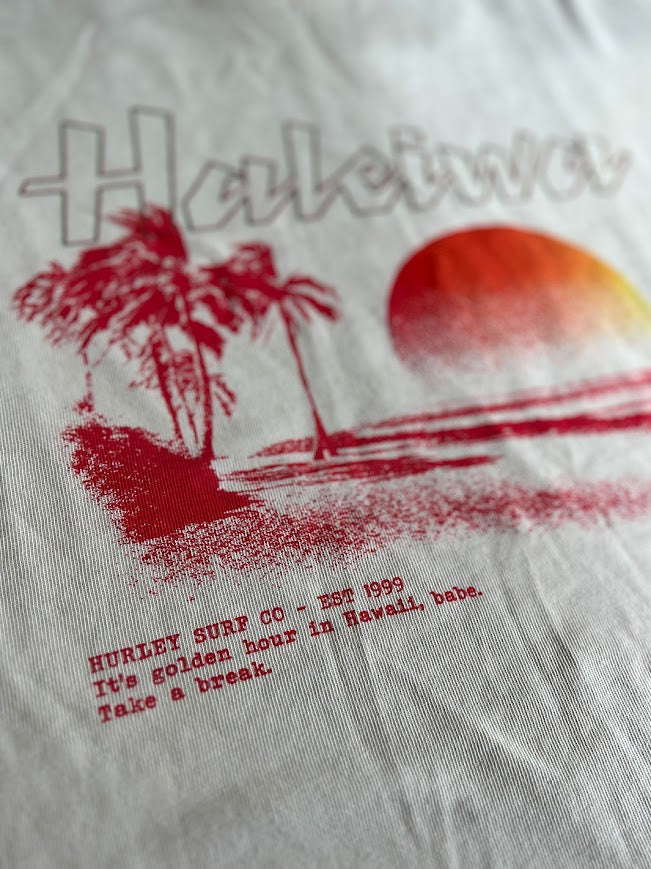 Haleiwa
HURLEY SURF CO - EST 1999
It's golden hour in Hawaii, babe.
Take a break.